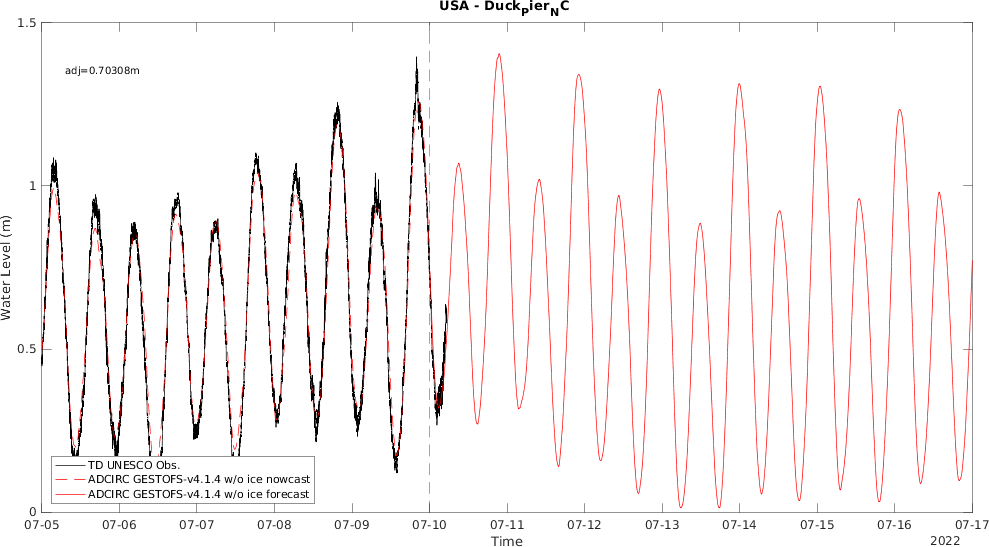 USA - DuckPierNC
adj=0.70308m
1.5
1
0.5
0
Water Level (m)
TD UNESCO Obs.
ADCIRC GESTOFS-v4.1.4 w/o ice nowcast
ADCIRC GESTOFS-v4.1.4 w/o ice forecast
07-05 07-06 07-07 07-08 07-09 07-10 07-11 07-12 07-13 07-14 07-15 07-16 07-17
Time
2022